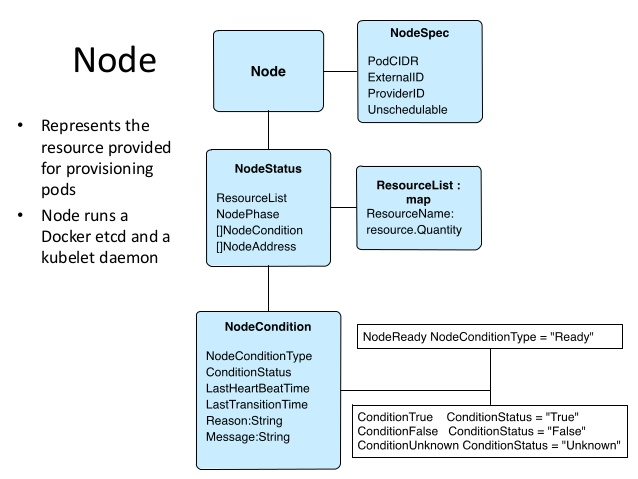 Node
• Represents the
resource provided
for provisioning
pods
• Node runs a
Docker etcd and a
kubelet daemon
Node
NodeSpec
PodCIDR
ExternalID
ProviderID
Unschedulable
NodeStatus
ResourceList
NodePhase
[]NodeCondition
[]NodeAddress
ResourceList :
map
ResourceName:
resource.Quantity
NodeCondition
NodeConditionType
ConditionStatus
LastHeartBeatTime
LastTransitionTime
Reason:String
Message:String
NodeReady NodeConditionType = "Ready"
ConditionTrue ConditionStatus = "True"
ConditionFalse ConditionStatus = "False"
ConditionUnknown ConditionStatus = "Unknown"